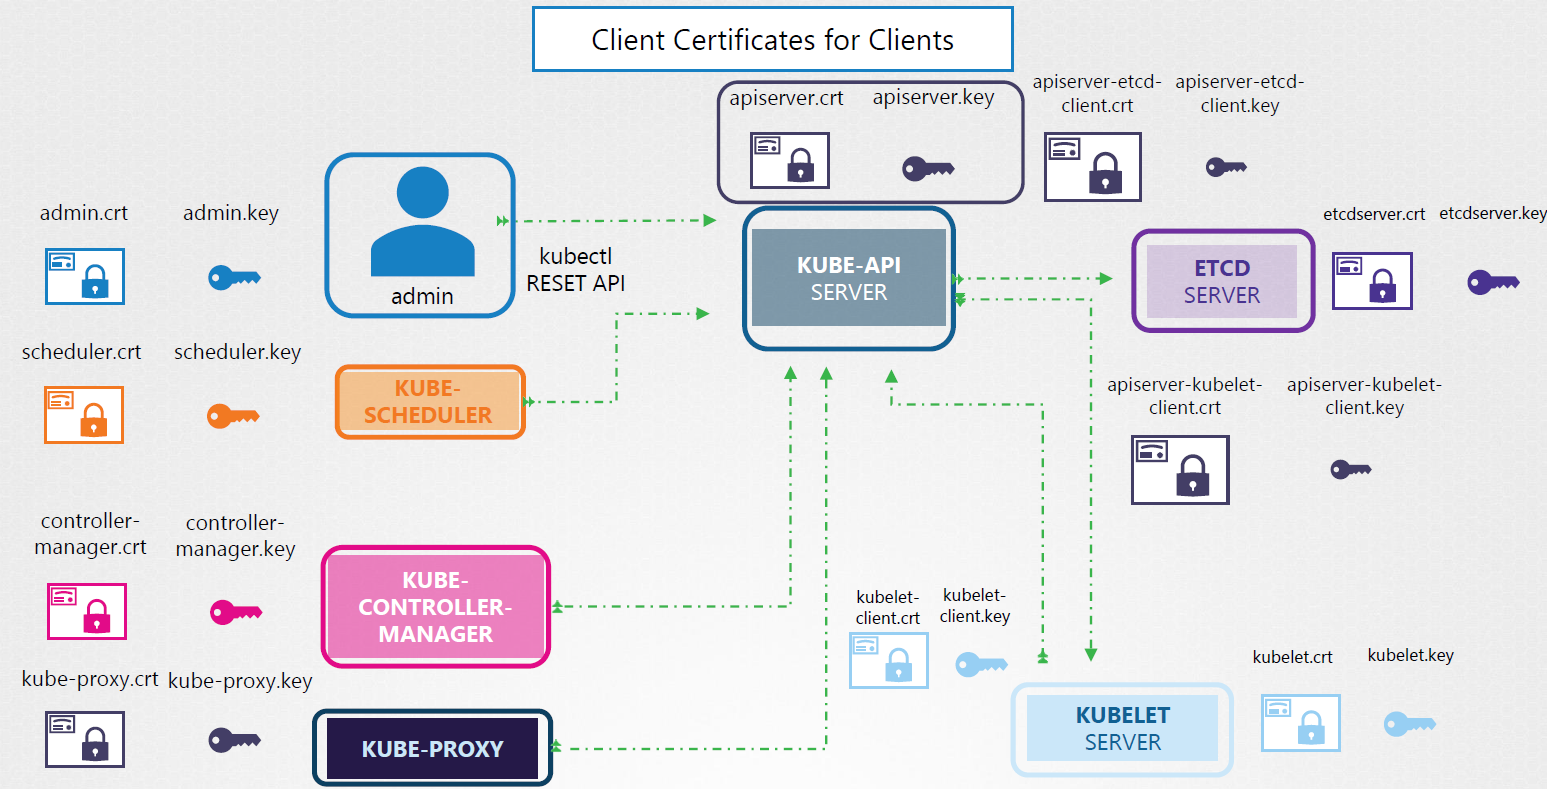 Client Certificates for Clients
apiserver.crt
apiserver.key
apiserver-etcd-
client.crt
apiserver-etcd-
client.key
admin.crt
admin.key
admin
kubectl
RESET API
KUBE-API
SERVER
ETCD
SERVER
etcdserver.crt
etcdserver.key
scheduler.crt
scheduler.key
KUBE-
SCHEDULER
apiserver-kubelet-
client.crt
apiserver-kubelet-
client.key
controller-
manager.crt
controller-
manager.key
KUBE-
CONTROLLER-
MANAGER
kubelet-
client.crt
kubelet-
client.key
kube-proxy.crt
kube-proxy.key
KUBE-PROXY
KUBELET
SERVER
kubelet.crt
kubelet.key